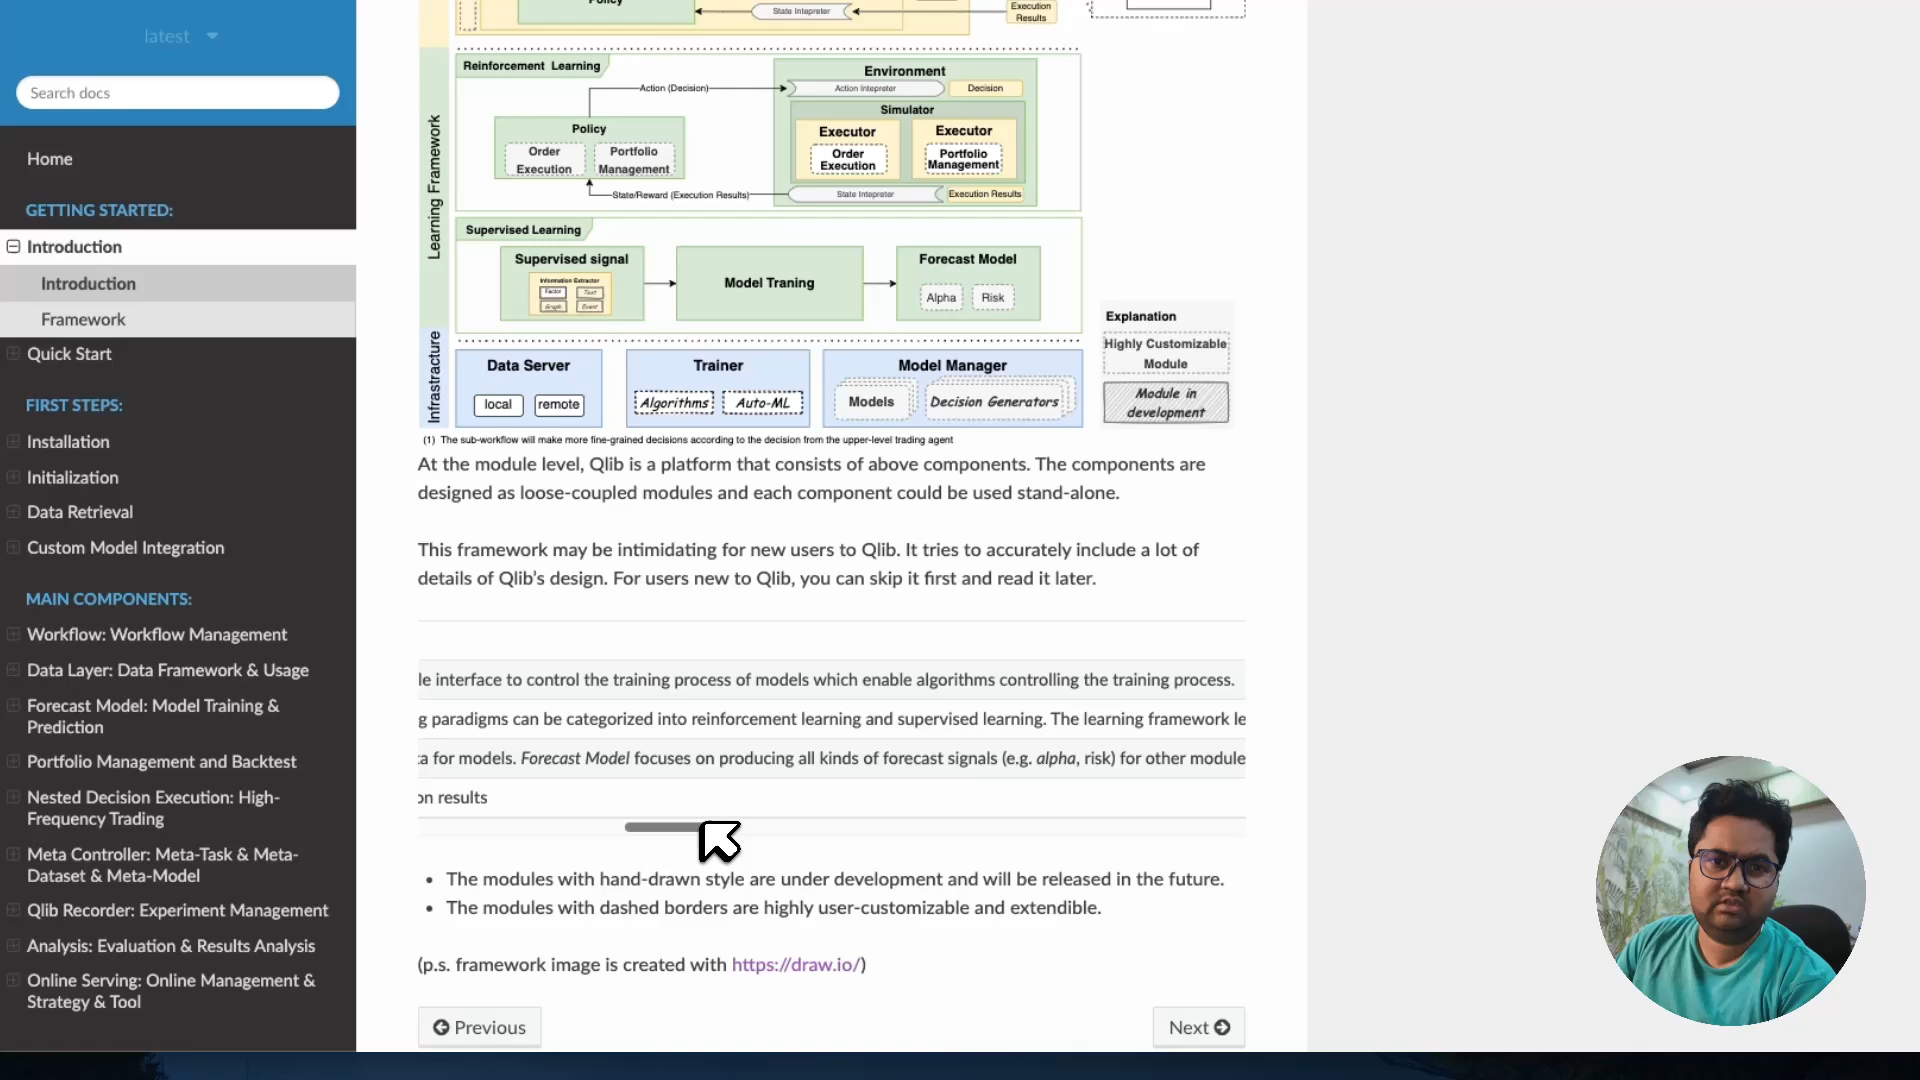 latest
Search docs
Home
GETTING STARTED:
Introduction
Introduction
Framework
Quick Start
FIRST STEPS:
Installation
Initialization
Data Retrieval
Custom Model Integration
MAIN COMPONENTS:
Workflow: Workflow Management
Data Layer: Data Framework & Usage
Forecast Model: Model Training &
Prediction
Portfolio Management and Backtest
Nested Decision Execution: High-
Frequency Trading
Meta Controller: Meta-Task & Meta-
Dataset & Meta-Model
Qlib Recorder: Experiment Management
Analysis: Evaluation & Results Analysis
Online Serving: Online Management &
Strategy & Tool
Policy
State Intepreter
Execution
Results
Learning Framework
Reinforcement Learning
Action (Decision)
Policy
Order
Execution
Portfolio
Management
State/Reward (Execution Results)
Environment
Action Intepreter
Decision
Simulator
Executor
Order
Execution
Executor
Portfolio
Management
State Intepreter
Execution Results
Supervised Learning
Supervised signal
Information Extractor
Factor
Text
Graph
Event
Model Traning
Forecast Model
Alpha
Risk
Infrastructure
Data Server
local
remote
Trainer
Algorithms
Auto-ML
Model Manager
Models
Decision Generators
Explanation
Highly Customizable
Module
Module in
development
(1) The sub-workflow will make more fine-grained decisions according to the decision from the upper-level trading agent
At the module level, Qlib is a platform that consists of above components. The components are
designed as loose-coupled modules and each component could be used stand-alone.
This framework may be intimidating for new users to Qlib. It tries to accurately include a lot of
details of Qlib’s design. For users new to Qlib, you can skip it first and read it later.
le interface to control the training process of models which enable algorithms controlling the training process.
g paradigms can be categorized into reinforcement learning and supervised learning. The learning framework le
a for models. Forecast Model focuses on producing all kinds of forecast signals (e.g. alpha, risk) for other module
on results
• The modules with hand-drawn style are under development and will be released in the future.
• The modules with dashed borders are highly user-customizable and extendible.
(p.s. framework image is created with https://draw.io/)
Previous
Next